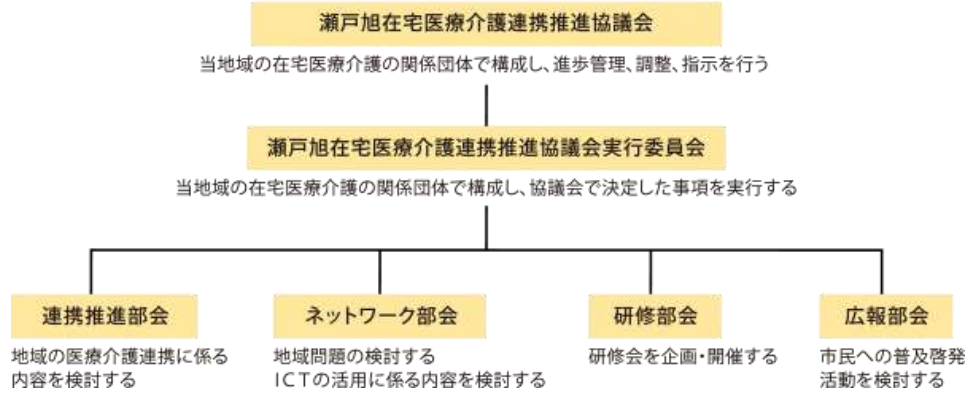 瀬戸旭在宅医療介護連携推進協議会
当地域の在宅医療介護の関係団体で構成し、進歩管理、調整、指示を行う
瀬戸旭在宅医療介護連携推進協議会実行委員会
当地域の在宅医療介護の関係団体で構成し、協議会で決定した事項を実行する
連携推進部会
地域の医療介護連携に係る
内容を検討する
ネットワーク部会
地域問題の検討する
ICTの活用に係る内容を検討する
研修部会
研修会を企画・開催する
広報部会
市民への普及啓発
活動を検討する